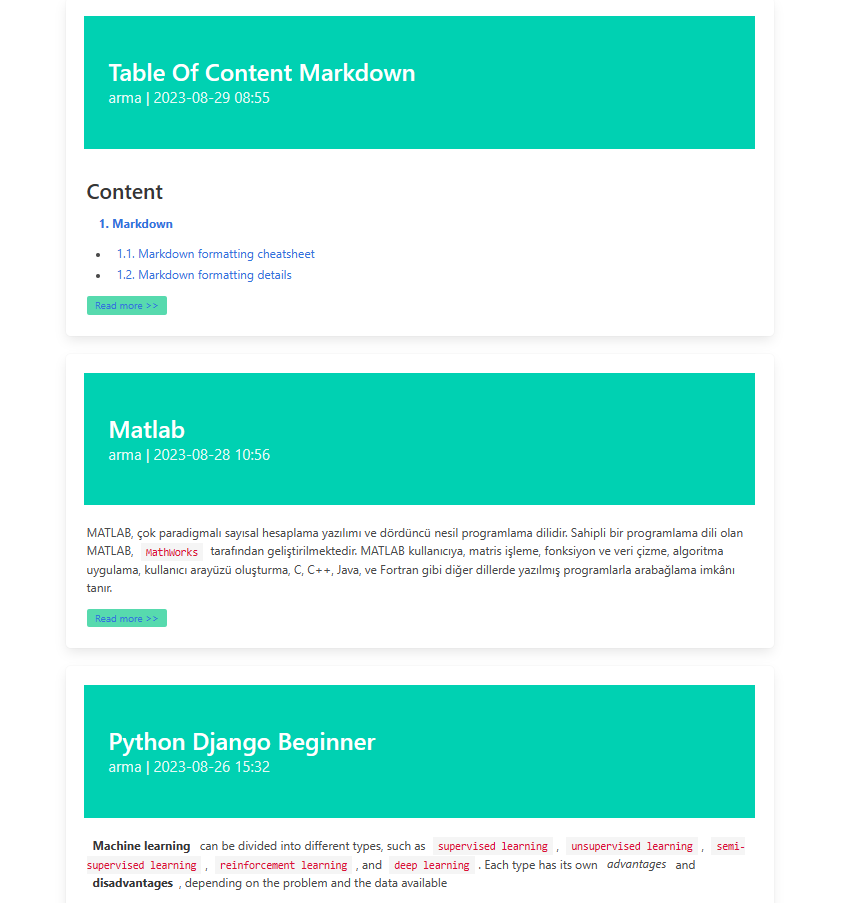 Table Of Content Markdown
arma | 2023-08-29 08:55
Content
1. Markdown
• 1.1. Markdown formatting cheatsheet
• 1.2. Markdown formatting details
Read more >>
Matlab
arma | 2023-08-28 10:56
MATLAB, çok paradigmalı sayısal hesaplama yazılımı ve dördüncü nesil programlama dilidir. Sahipli bir programlama dili olan
MATLAB, MathWorks tarafından geliştirilmektedir. MATLAB kullanıcıya, matris işleme, fonksiyon ve veri çizme, algoritma
uygulama, kullanıcı arayüzü oluşturma, C, C++, Java, ve Fortran gibi diğer dillerde yazılmış programlarla arabağlama imkânı
tanır.
Read more >>
Python Django Beginner
arma | 2023-08-26 15:32
Machine learning can be divided into different types, such as supervised learning , unsupervised learning , semi-
supervised learning , reinforcement learning , and deep learning . Each type has its own advantages and
disadvantages , depending on the problem and the data available